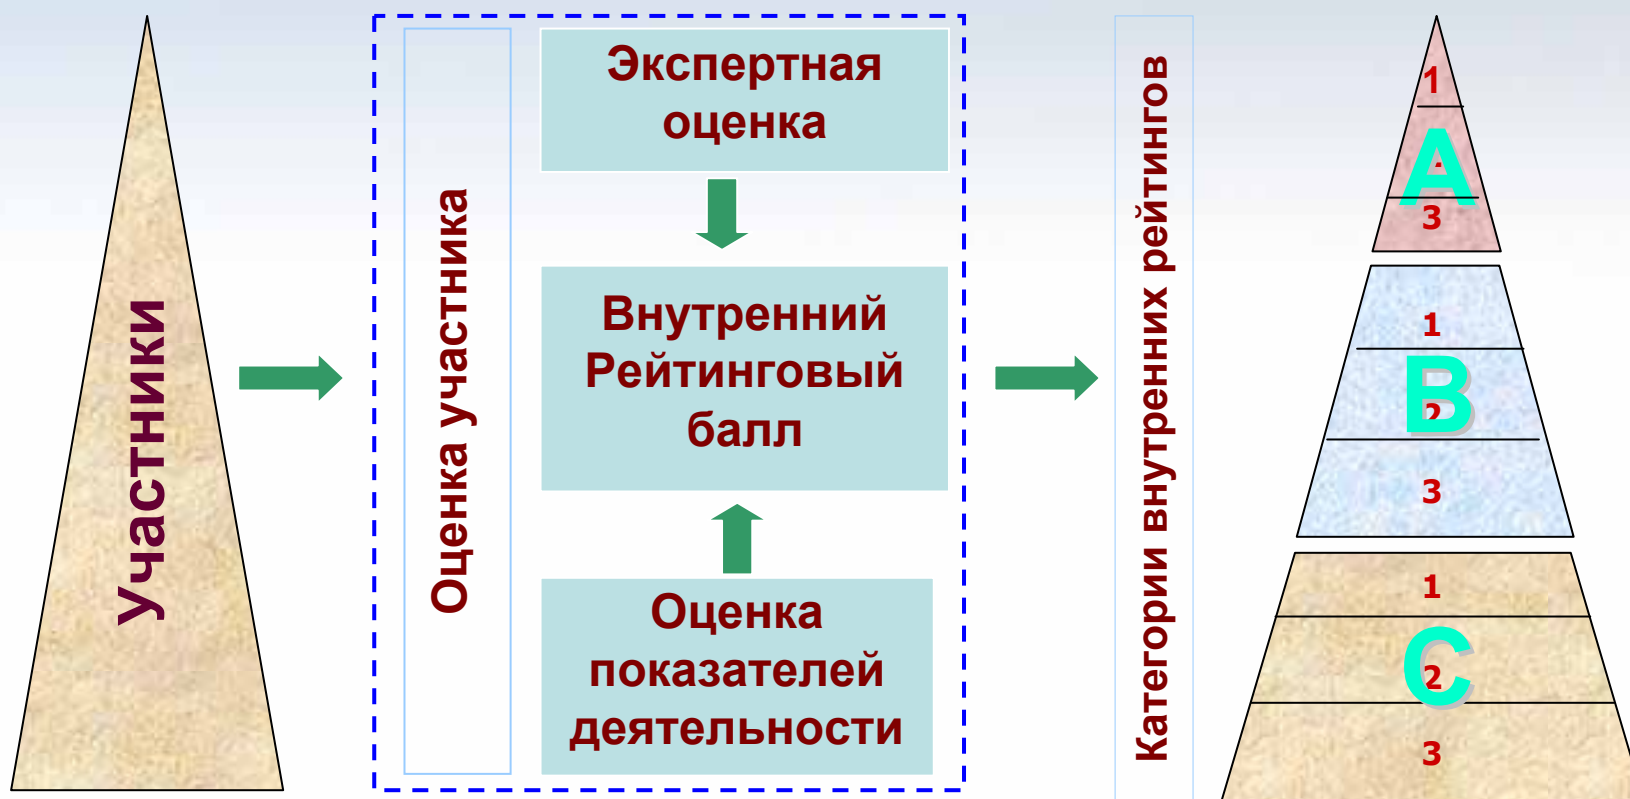 Участники
Оценка участника
Экспертная
оценка
Внутренний
Рейтинговый
балл
Оценка
показателей
деятельности
Категории внутренних рейтингов
1
A
3
1
B
2
3
1
C
2
3